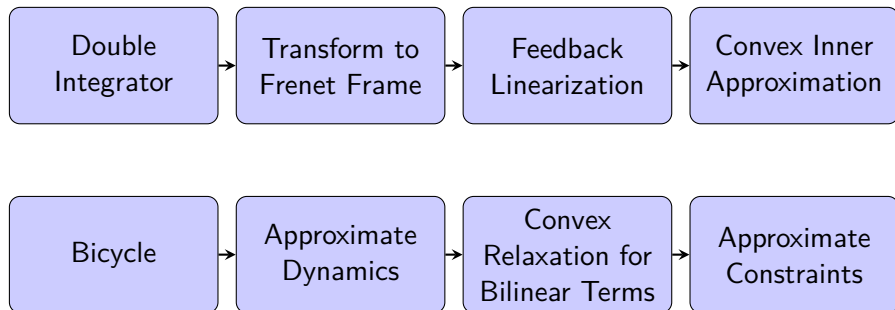 Double
Integrator
Transform to
Frenet Frame
Feedback
Linearization
Convex Inner
Approximation
Bicycle
Approximate
Dynamics
Convex
Relaxation for
Bilinear Terms
Approximate
Constraints